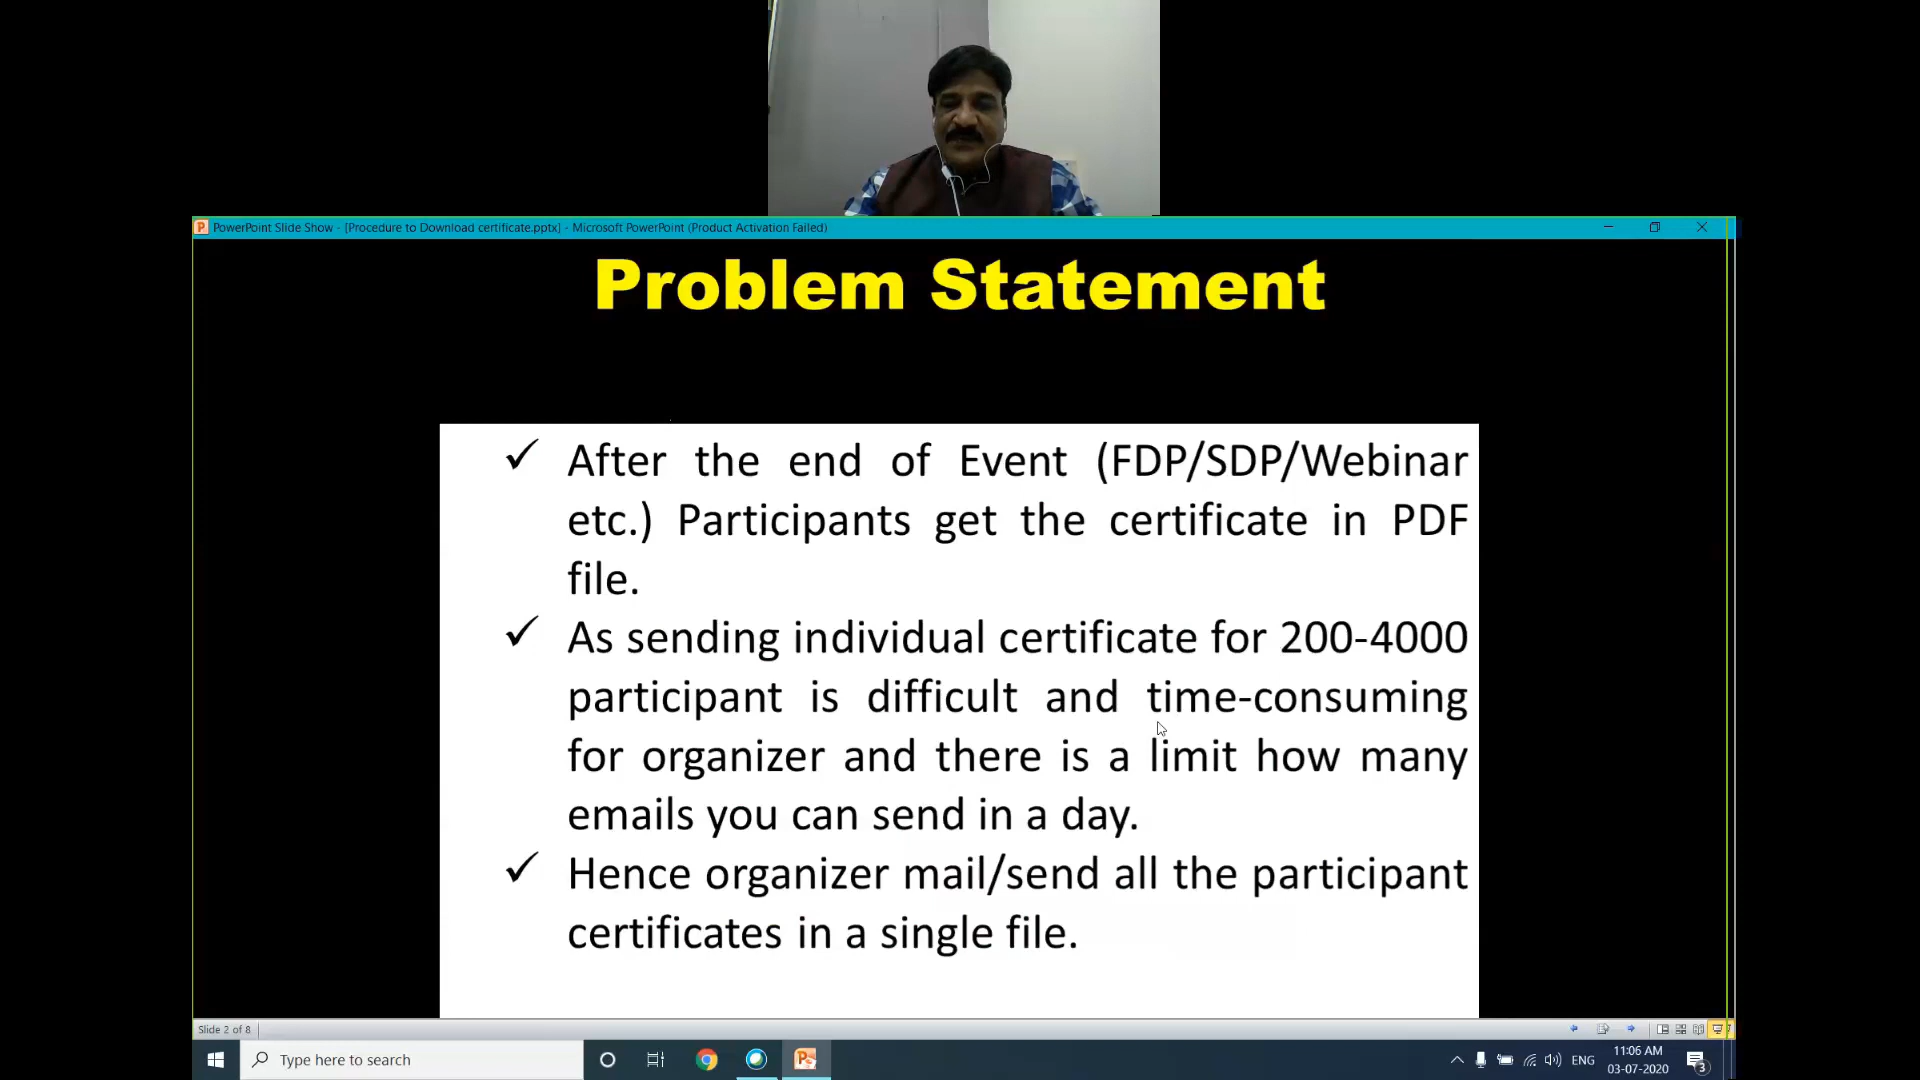 PowerPoint Slide Show - [Procedure to Download certificate.pptx] - Microsoft PowerPoint (Product Activation Failed)
Problem Statement
✓ After the end of Event (FDP/SDP/Webinar
etc.) Participants get the certificate in PDF
file.
✓ As sending individual certificate for 200-4000
participant is difficult and time-consuming
for organizer and there is a limit how many
emails you can send in a day.
✓ Hence organizer mail/send all the participant
certificates in a single file.
Slide 2 of 8
Type here to search
ENG
11:06 AM
03-07-2020
3